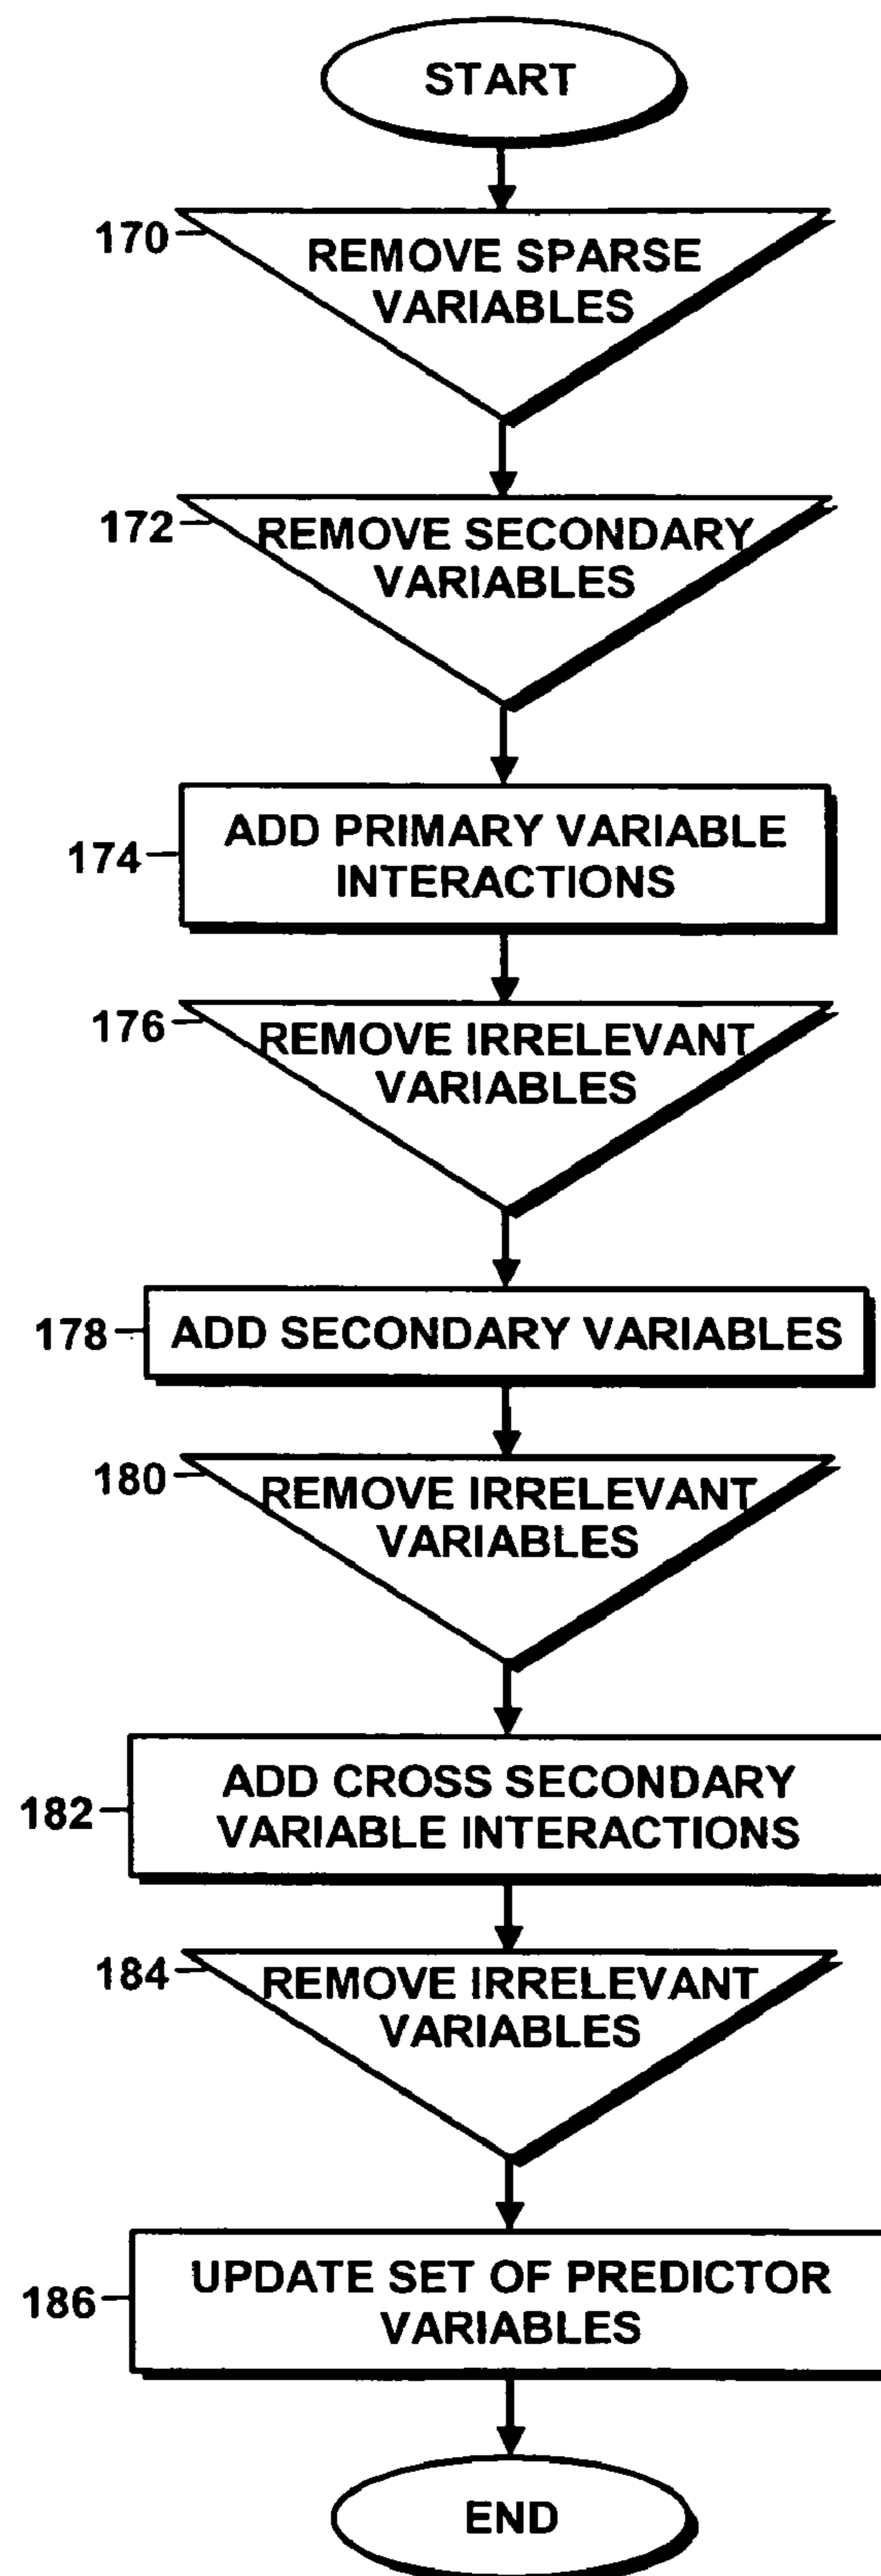 START
170
REMOVE SPARSE
VARIABLES
172
REMOVE SECONDARY
VARIABLES
174
ADD PRIMARY VARIABLE
INTERACTIONS
176
REMOVE IRRELEVANT
VARIABLES
178
ADD SECONDARY VARIABLES
180
REMOVE IRRELEVANT
VARIABLES
182
ADD CROSS SECONDARY
VARIABLE INTERACTIONS
184
REMOVE IRRELEVANT
VARIABLES
186
UPDATE SET OF PREDICTOR
VARIABLES
END